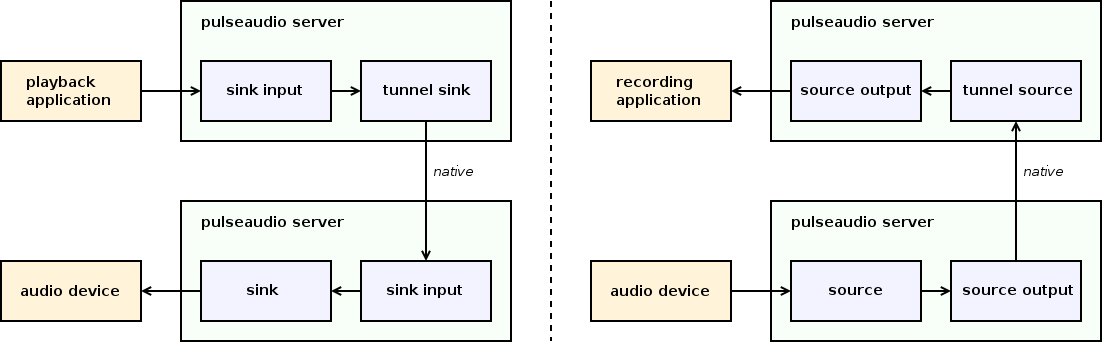 pulseaudio server
playback
application
sink input
tunnel sink
native
pulseaudio server
audio device
sink
sink input
pulseaudio server
recording
application
source output
tunnel source
native
pulseaudio server
audio device
source
source output